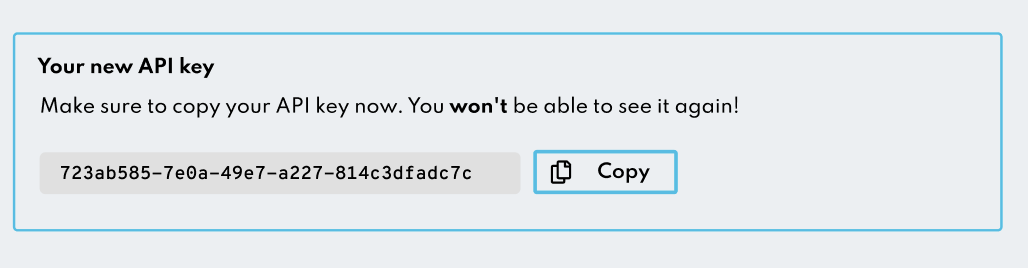 Your new API key
Make sure to copy your API key now. You won't be able to see it again!
723ab585-7e0a-49e7-a227-814c3dfadc7c
Copy